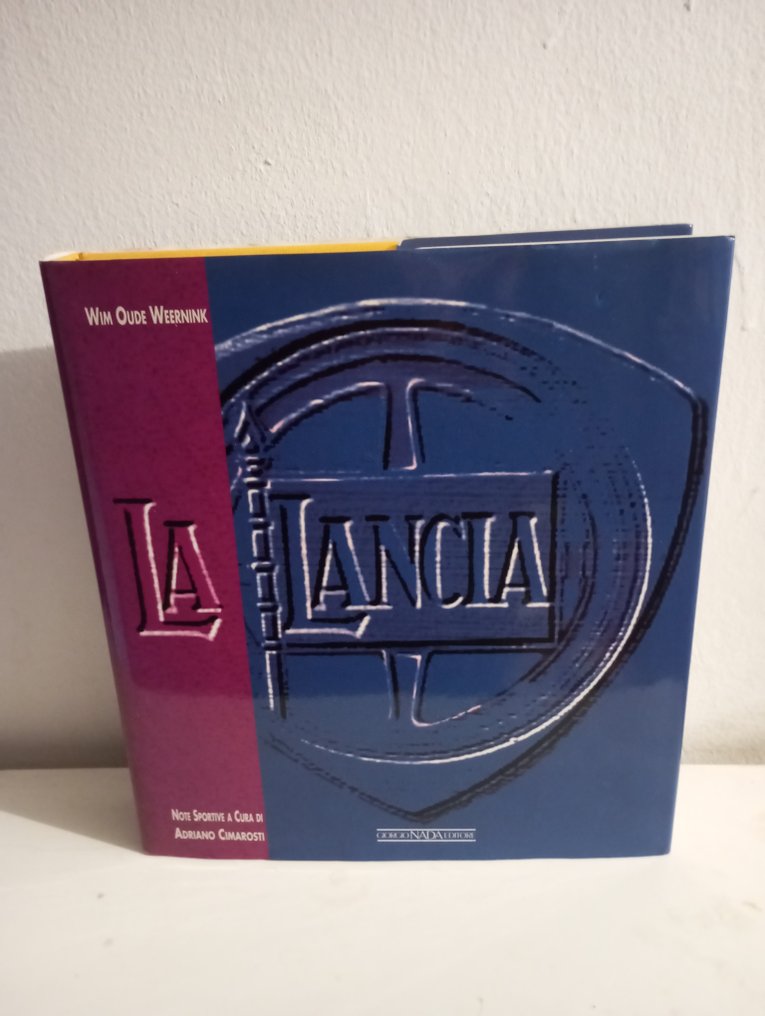 WIM OUDE WEERNINK
LA LANCIA
NOTE SPORTIVE A CURA DI
ADRIANO CIMAROSTI
GIORGIO NADA EDITORE